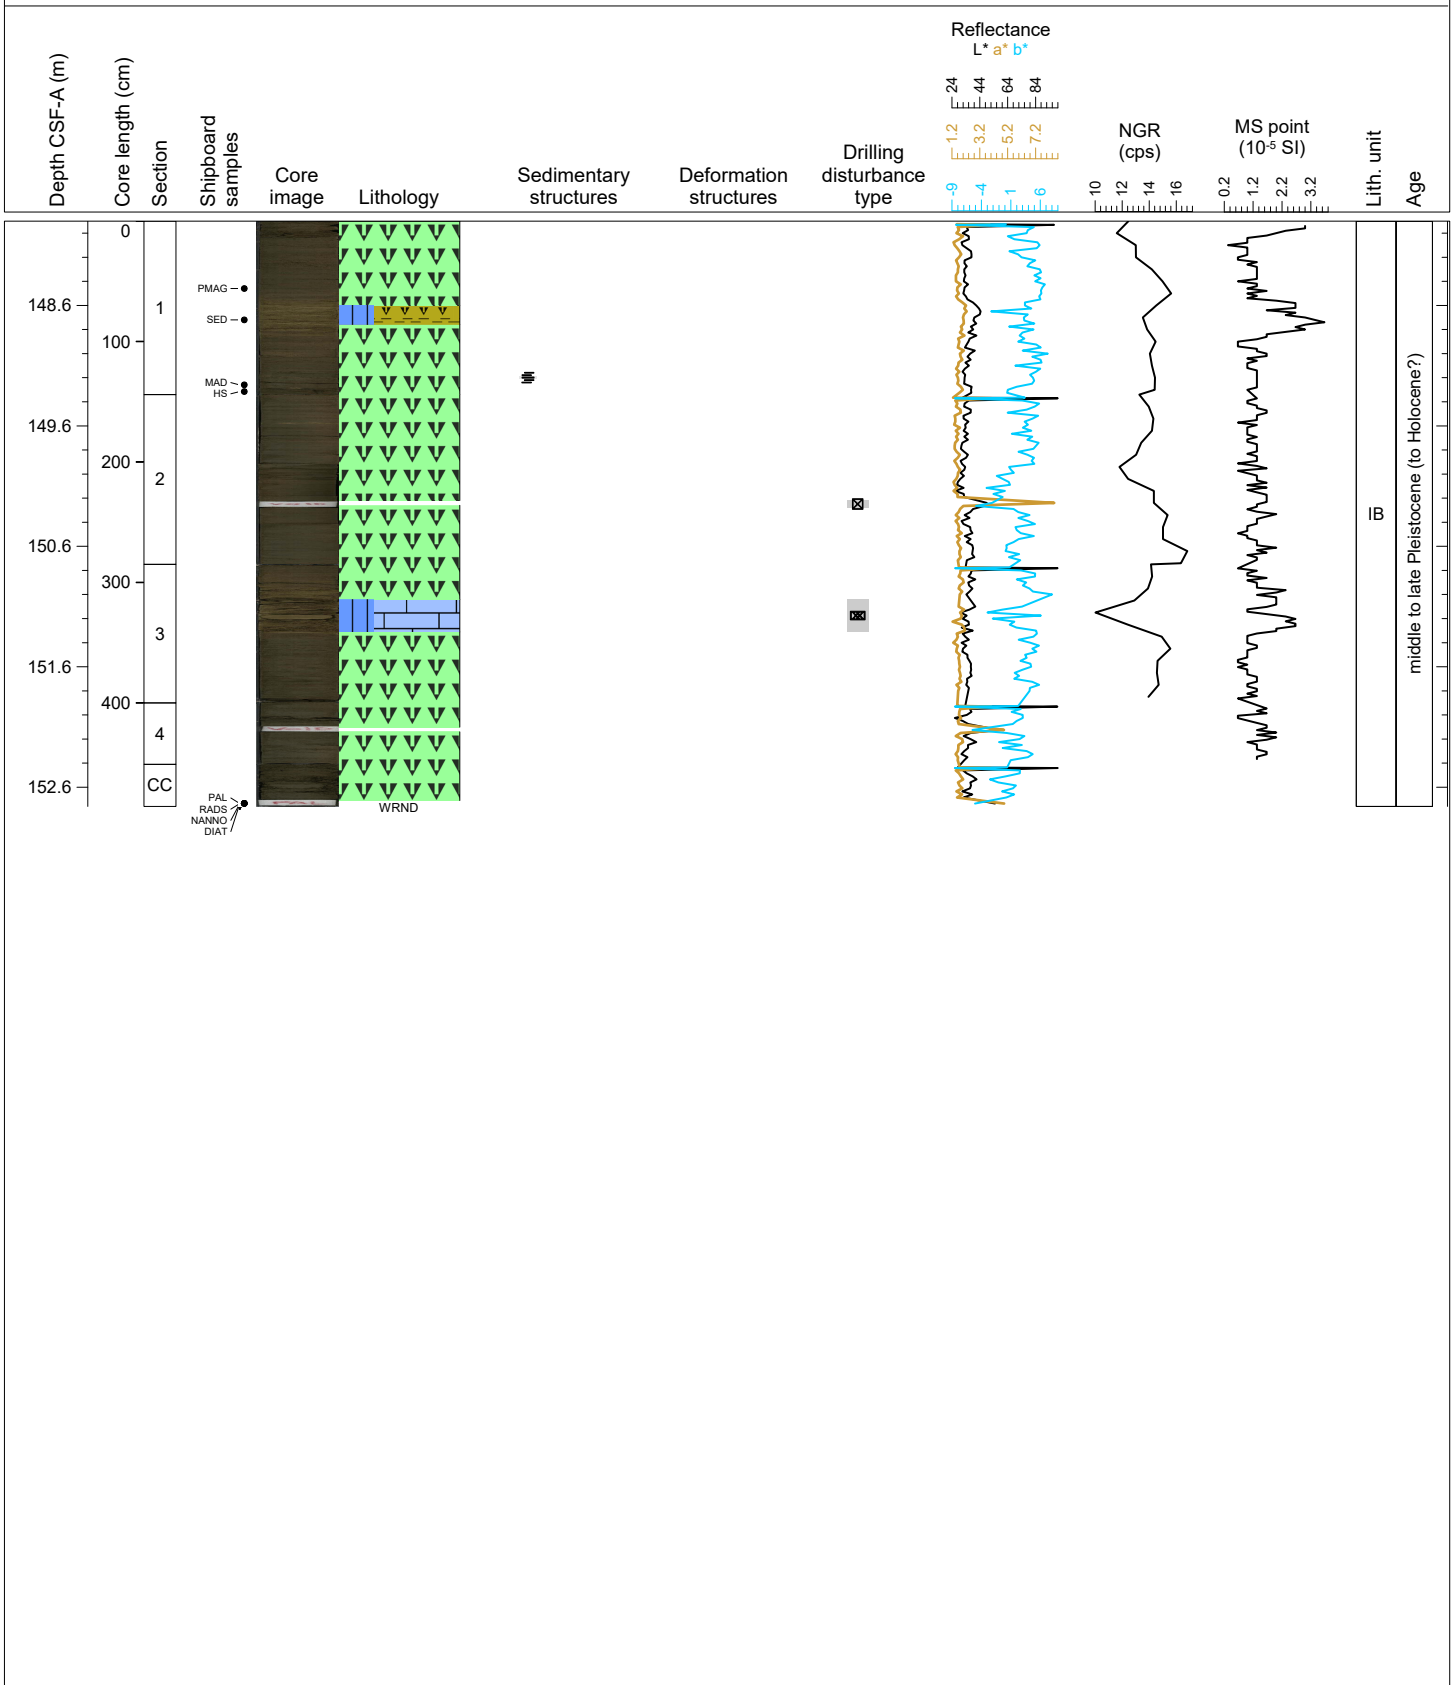 Depth CSF-A (m)
Core length (cm)
Section
Shipboard
samples
Core
image
Lithology
Sedimentary
structures
Deformation
structures
Drilling
disturbance
type
Reflectance
L* a* b*
24 44 64 84
1.2 3.2 5.2 7.2
-9 -4 1 6
NGR
(cps)
10 12 14 16
MS point
(10⁻⁵ SI)
0.2 1.2 2.2 3.2
Lith. unit
Age
0
PMAG
148.6
1
SED
100
MAD
HS
149.6
200
2
150.6
IB
300
3
151.6
middle to late Pleistocene (to Holocene?)
400
4
CC
152.6
PAL
RADS
NANNO
DIAT
WRND